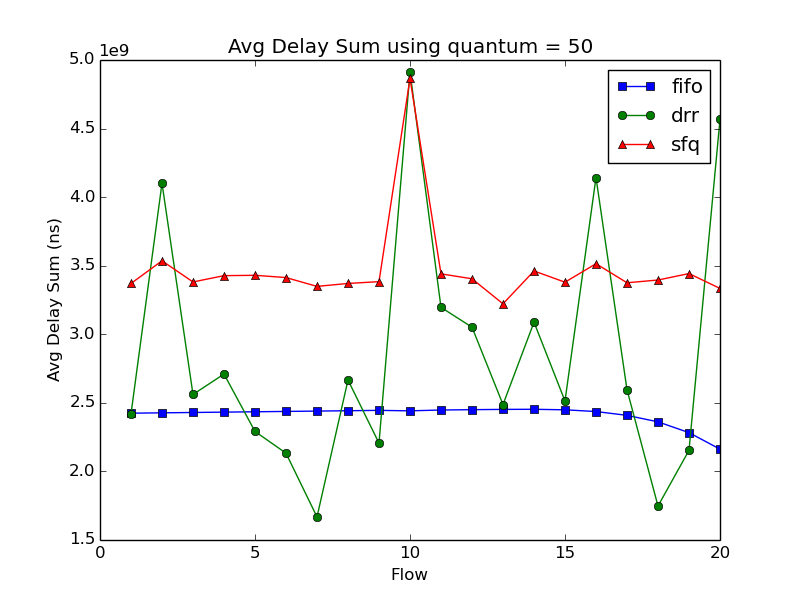 Avg Delay Sum using quantum = 50
1e9
5.0
4.5
4.0
3.5
3.0
2.5
2.0
1.5
Avg Delay Sum (ns)
fifo
drr
sfq
0 5 10 15 20
Flow